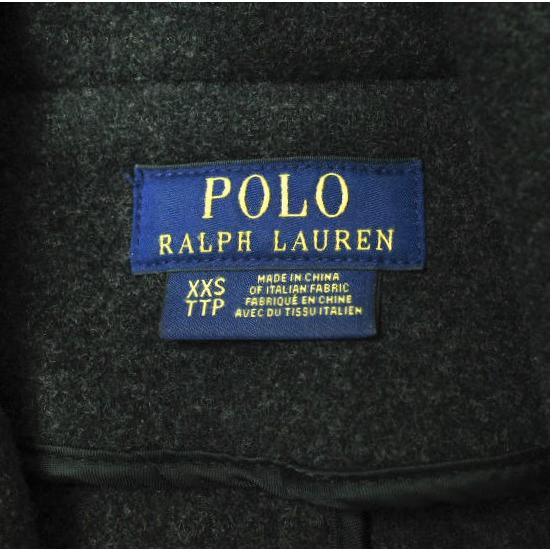 POLO
RALPH LAUREN
XXS
TTP
MADE IN CHINA
OF ITALIAN FABRIC
FABRIQUÉ EN CHINE
AVEC DU TISSU ITALIEN